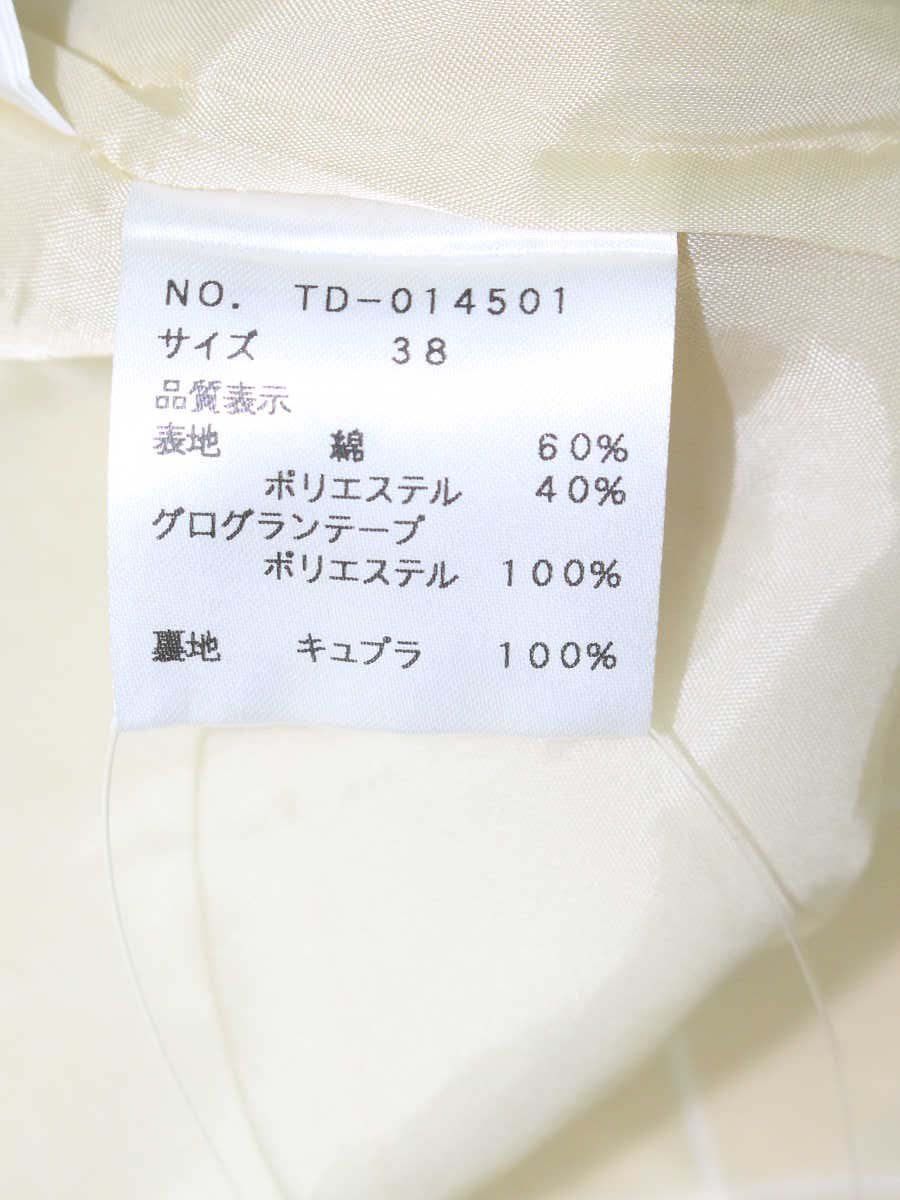 NO. TD-014501
サイズ 38
品質表示
表地 綿 60%
ポリエステル 40%
グログランテープ
ポリエステル 100%
裏地 キュプラ 100%